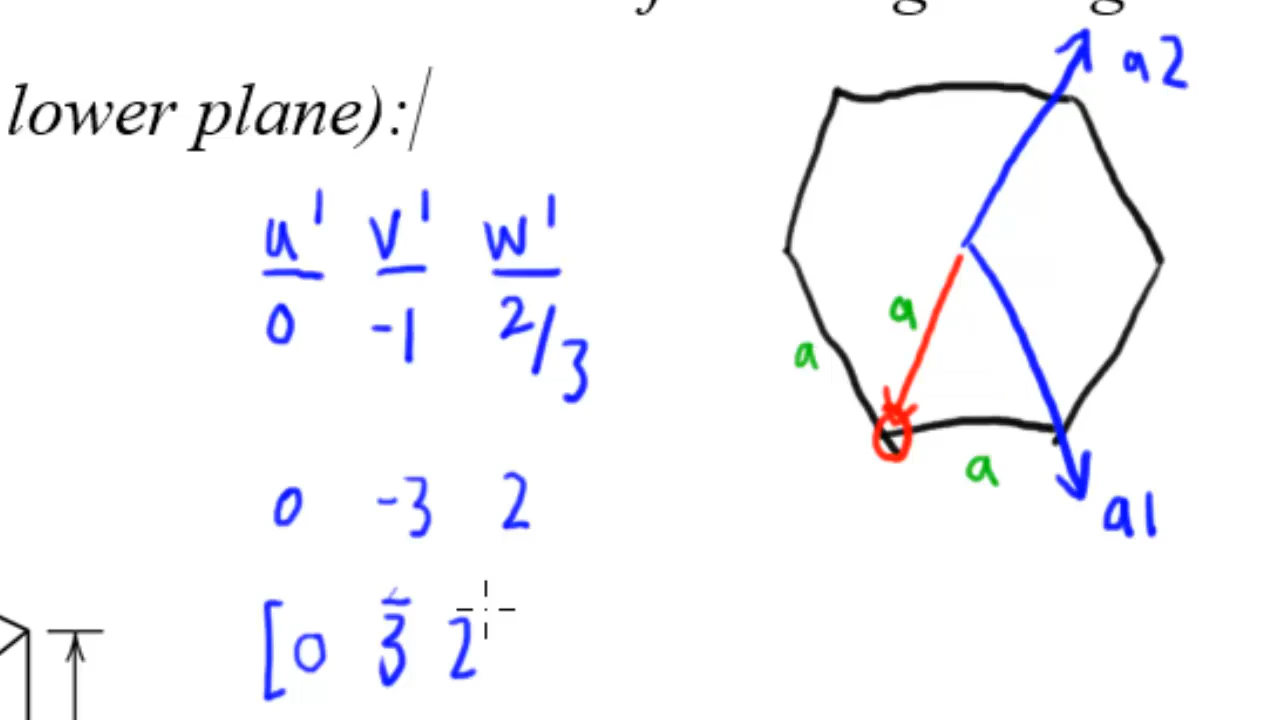 lower plane):
a2
u' v' w'
0 -1 2/3
a
a
a
0 -3 2
a1
[0 3̄ 2